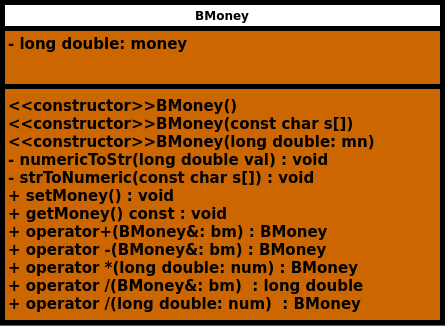 BMoney
- long double: money
<<constructor>>BMoney()
<<constructor>>BMoney(const char s[])
<<constructor>>BMoney(long double: mn)
- numericToStr(long double val) : void
- strToNumeric(const char s[]) : void
+ setMoney() : void
+ getMoney() const : void
+ operator+(BMoney&: bm) : BMoney
+ operator -(BMoney&: bm) : BMoney
+ operator *(long double: num) : BMoney
+ operator /(BMoney&: bm)  : long double
+ operator /(long double: num)  : BMoney